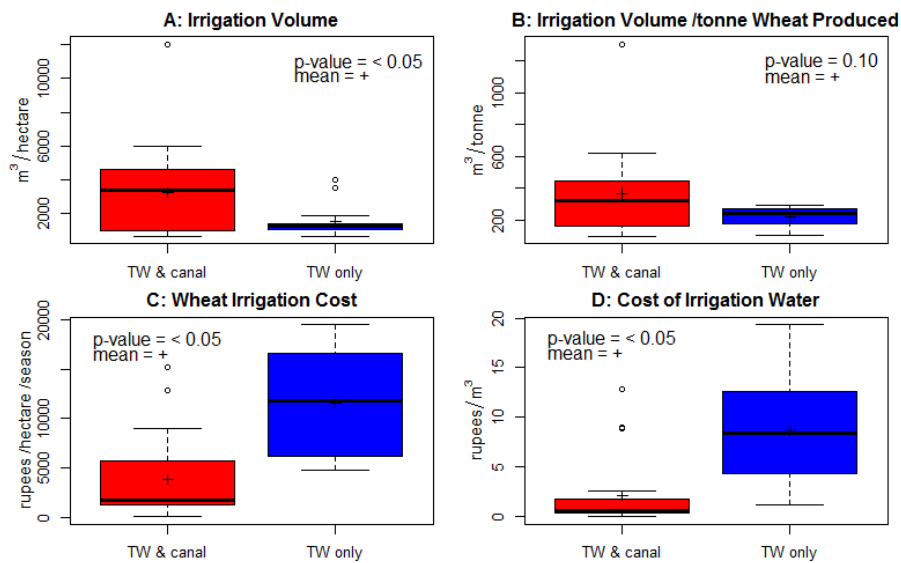 A: Irrigation Volume
m³/hectare
2000
6000
10000
p-value = < 0.05
mean = +
TW & canal
TW only
B: Irrigation Volume /tonne Wheat Produced
m³/tonne
200
600
1000
p-value = 0.10
mean = +
TW & canal
TW only
C: Wheat Irrigation Cost
rupees /hectare /season
0
5000
10000
20000
p-value = < 0.05
mean = +
TW & canal
TW only
D: Cost of Irrigation Water
rupees/m³
0
5
10
15
20
p-value = < 0.05
mean = +
TW & canal
TW only